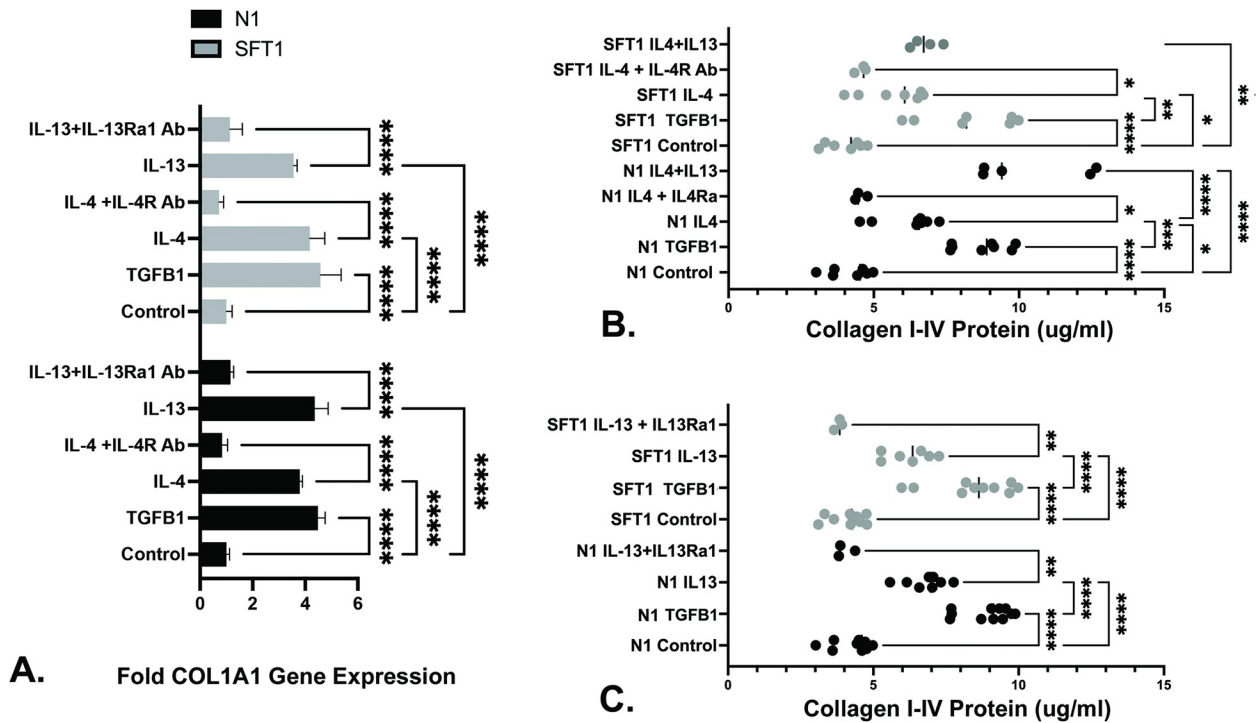 N1
SFT1
IL-13+IL-13Ra1 Ab
IL-13
IL-4 +IL-4R Ab
IL-4
TGFB1
Control
IL-13+IL-13Ra1 Ab
IL-13
IL-4 +IL-4R Ab
IL-4
TGFB1
Control
****
****
****
****
****
****
****
****
****
****
0 2 4 6
A.
Fold COL1A1 Gene Expression
SFT1 IL4+IL13
SFT1 IL-4 + IL-4R Ab
SFT1 IL-4
SFT1 TGFB1
SFT1 Control
N1 IL4+IL13
N1 IL4 + IL4Ra
N1 IL4
N1 TGFB1
N1 Control
*
****
**
*
**
*
****
***
****
*
****
0 5 10 15
B.
Collagen I-IV Protein (ug/ml)
SFT1 IL-13 + IL13Ra1
SFT1 IL-13
SFT1 TGFB1
SFT1 Control
N1 IL-13+IL13Ra1
N1 IL13
N1 TGFB1
N1 Control
**
****
****
****
**
****
****
****
0 5 10 15
C.
Collagen I-IV Protein (ug/ml)